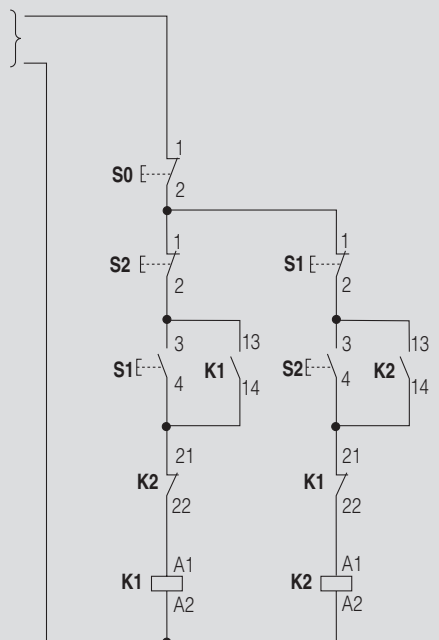 1
S0
2
1 1
S2 S1
2 2
3 13 3 13
S1 K1 S2 K2
4 14 4 14
21 21
K2 K1
22 22
A1 A1
K1 K2
A2 A2